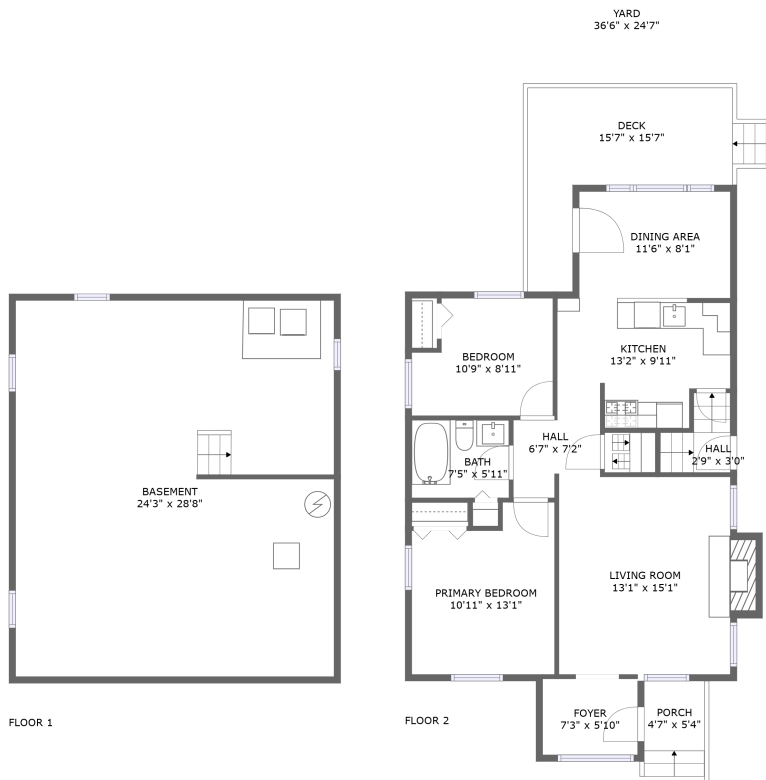 YARD
36'6" x 24'7"
DECK
15'7" x 15'7"
DINING AREA
11'6" x 8'1"
KITCHEN
13'2" x 9'11"
BEDROOM
10'9" x 8'11"
HALL
6'7" x 7'2"
HALL
2'9" x 3'0"
BATH
7'5" x 5'11"
BASEMENT
24'3" x 28'8"
LIVING ROOM
13'1" x 15'1"
PRIMARY BEDROOM
10'11" x 13'1"
FOYER
7'3" x 5'10"
PORCH
4'7" x 5'4"
FLOOR 1
FLOOR 2